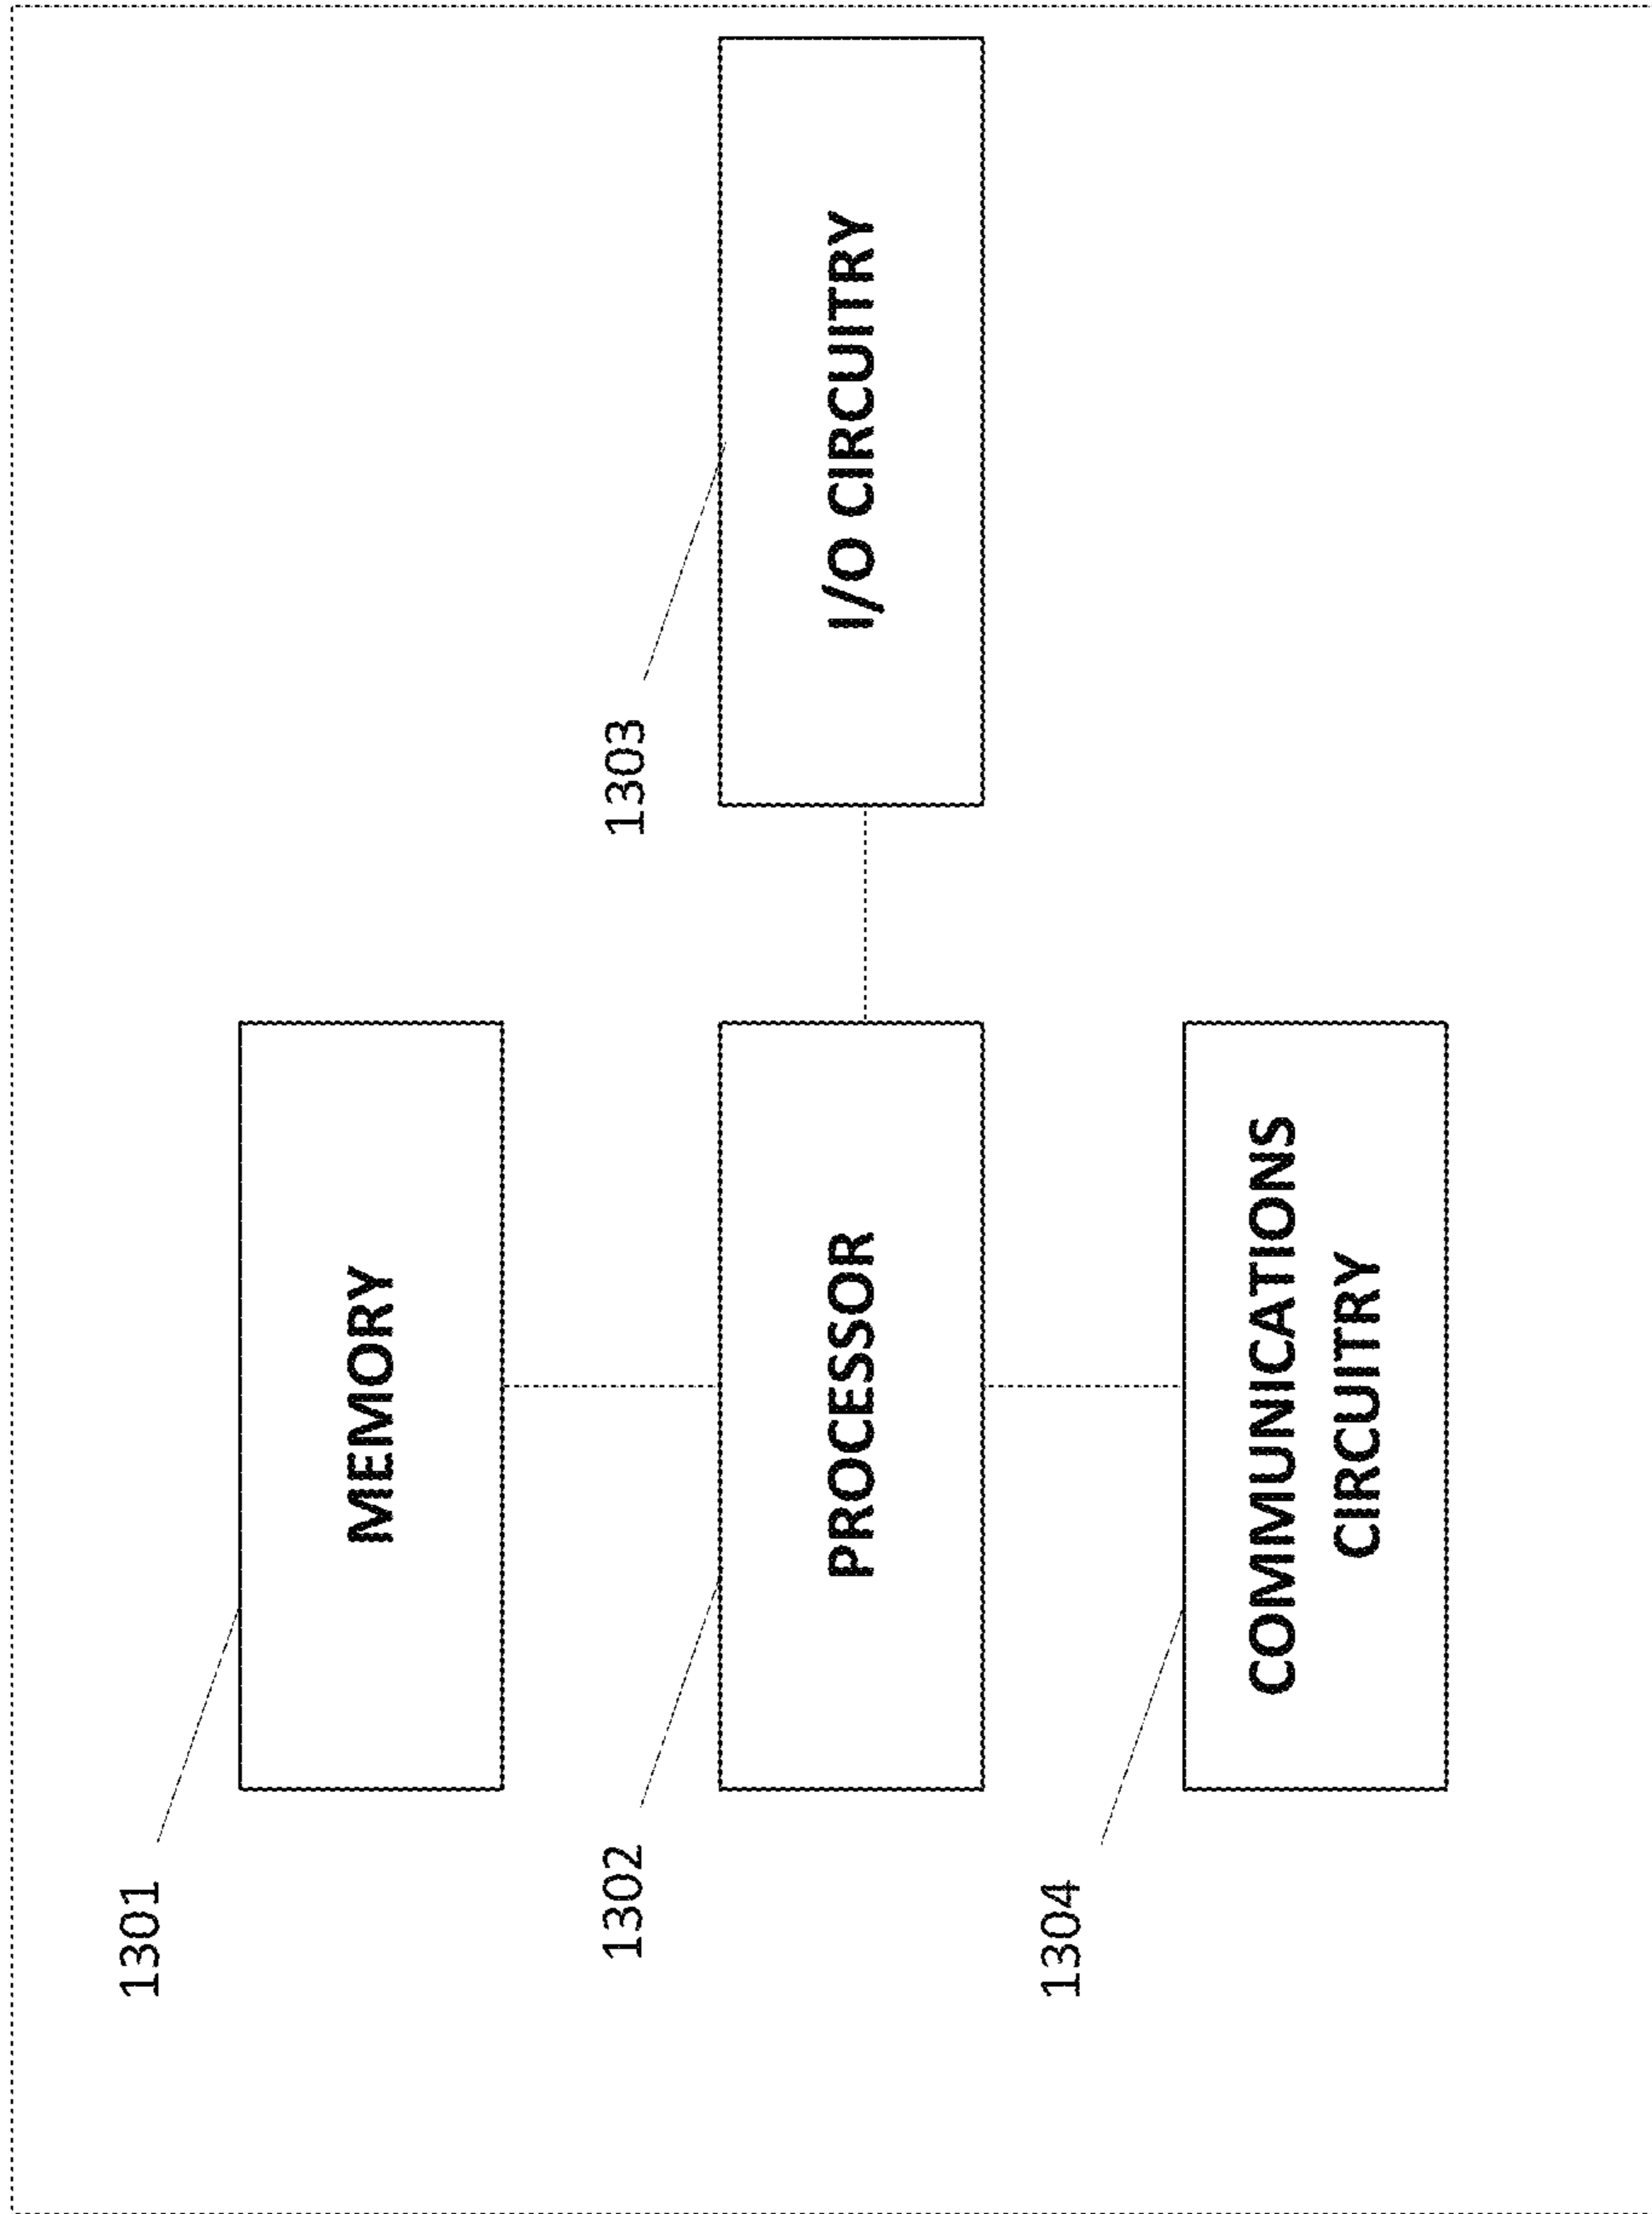 1301
MEMORY
1302
PROCESSOR
1303
I/O CIRCUITRY
1304
COMMUNICATIONS
CIRCUITRY